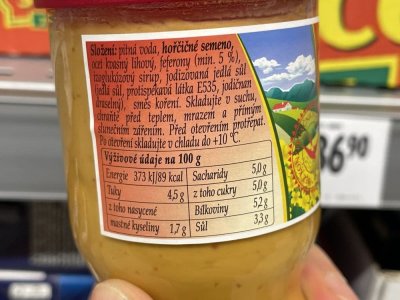 Složení: pitná voda, hořčičné semeno,
ocet kvasný lihový, feferony (min. 5 %),
izoglukózový sirup, jodizovaná jedlá sůl
(jedlá sůl, protispékavá látka E535, jodičnan
draselný), směs koření. Skladujte v suchu,
chraňte před teplem, mrazem a přímým
slunečním zářením. Před otevřením protřepat.
Po otevření skladujte v chladu do +10 °C.
Výživové údaje na 100 g
Energie 373 kJ/89 kcal
Tuky 4,5 g
z toho nasycené
mastné kyseliny 1,7 g
Sacharidy 5,0 g
z toho cukry 5,0 g
Bílkoviny 5,2 g
Sůl 3,3 g
36 90